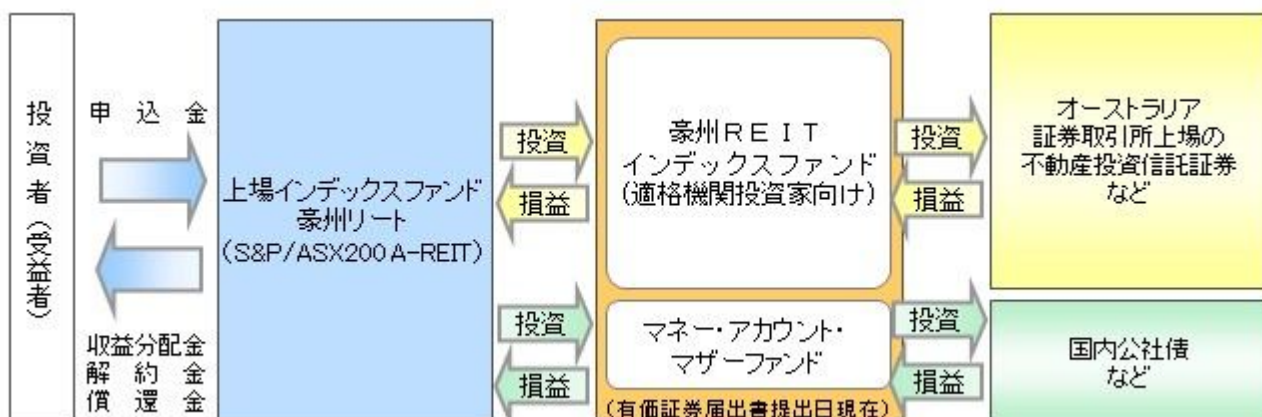 投資者(受益者)
申込金
収益分配金
解約金
償還金
上場インデックスファンド
豪州リート
(S&P/ASX200 A-REIT)
投資
損益
投資
損益
豪州REIT
インデックスファンド
(適格機関投資家向け)
マネー・アカウント・
マザーファンド
(有価証券届出書提出日現在)
投資
損益
投資
損益
オーストラリア
証券取引所上場の
不動産投資信託証券
など
国内公社債
など